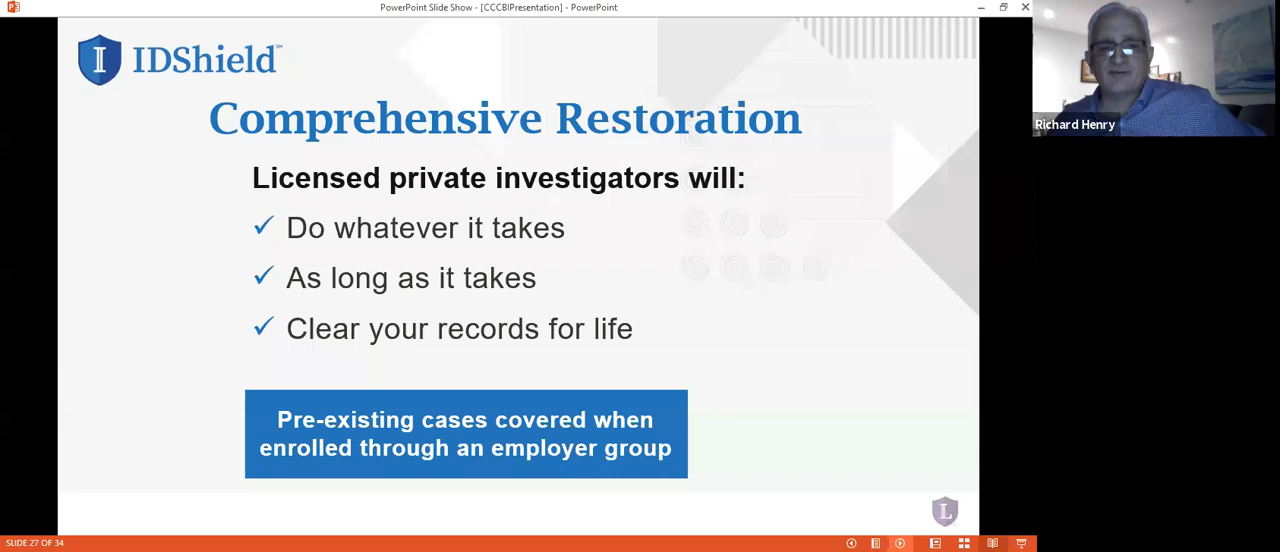 PowerPoint Slide Show - [CCCBIPresentation] - PowerPoint
IDShield℠
Comprehensive Restoration
Licensed private investigators will:
✓ Do whatever it takes
✓ As long as it takes
✓ Clear your records for life
Pre-existing cases covered when
enrolled through an employer group
L
SLIDE 27 OF 34
Richard Henry